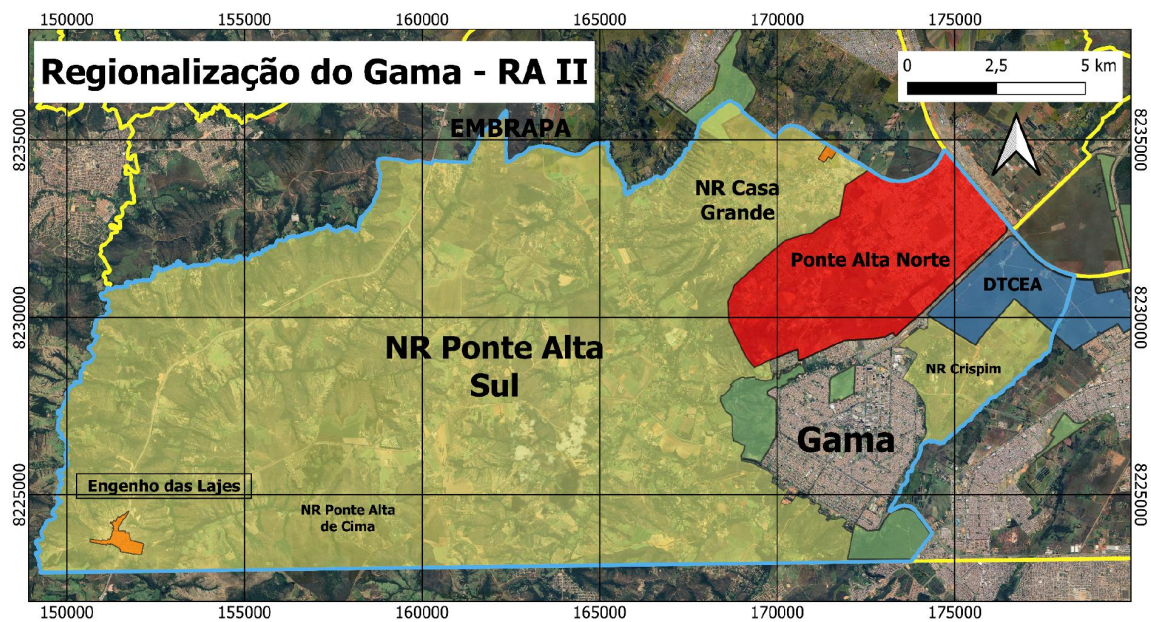 150000 155000 160000 165000 170000 175000
Regionalização do Gama - RA II
0 2,5 5 km
8235000
8235000
EMBRAPA
NR Casa
Grande
Ponte Alta Norte
DTCEA
8230000
8230000
NR Ponte Alta
Sul
NR Crispim
Gama
Engenho das Lajes
8225000
8225000
NR Ponte Alta
de Cima
150000 155000 160000 165000 170000 175000